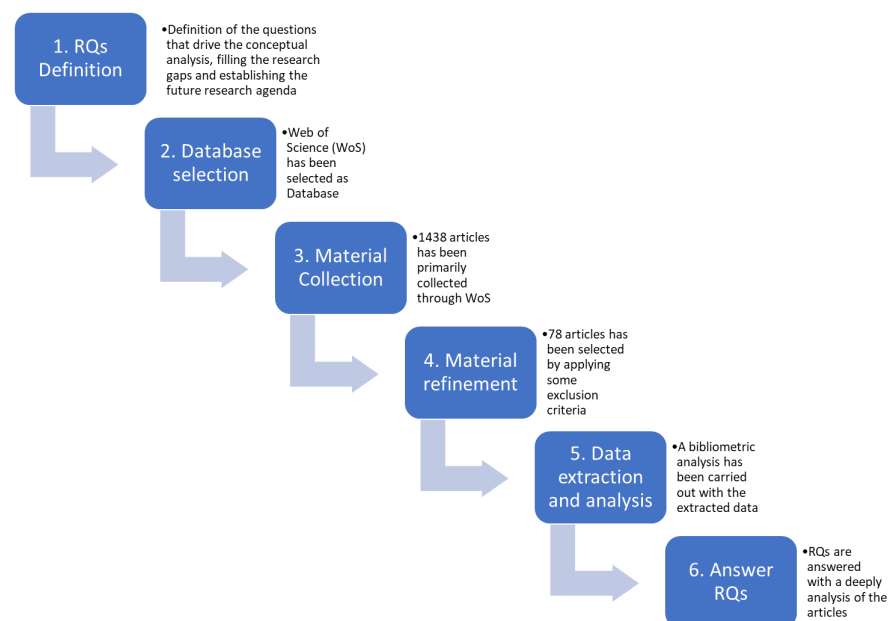 1. RQs
Definition
•Definition of the questions
that drive the conceptual
analysis, filling the research
gaps and establishing the
future research agenda
2. Database
selection
•Web of
Science (WoS)
has been
selected as
Database
3. Material
Collection
•1438 articles
has been
primarily
collected
through WoS
4. Material
refinement
•78 articles has
been selected
by applying
some
exclusion
criteria
5. Data
extraction
and analysis
•A bibliometric
analysis has
been carried
out with the
extracted data
6. Answer
RQs
•RQs are
answered
with a deeply
analysis of the
articles